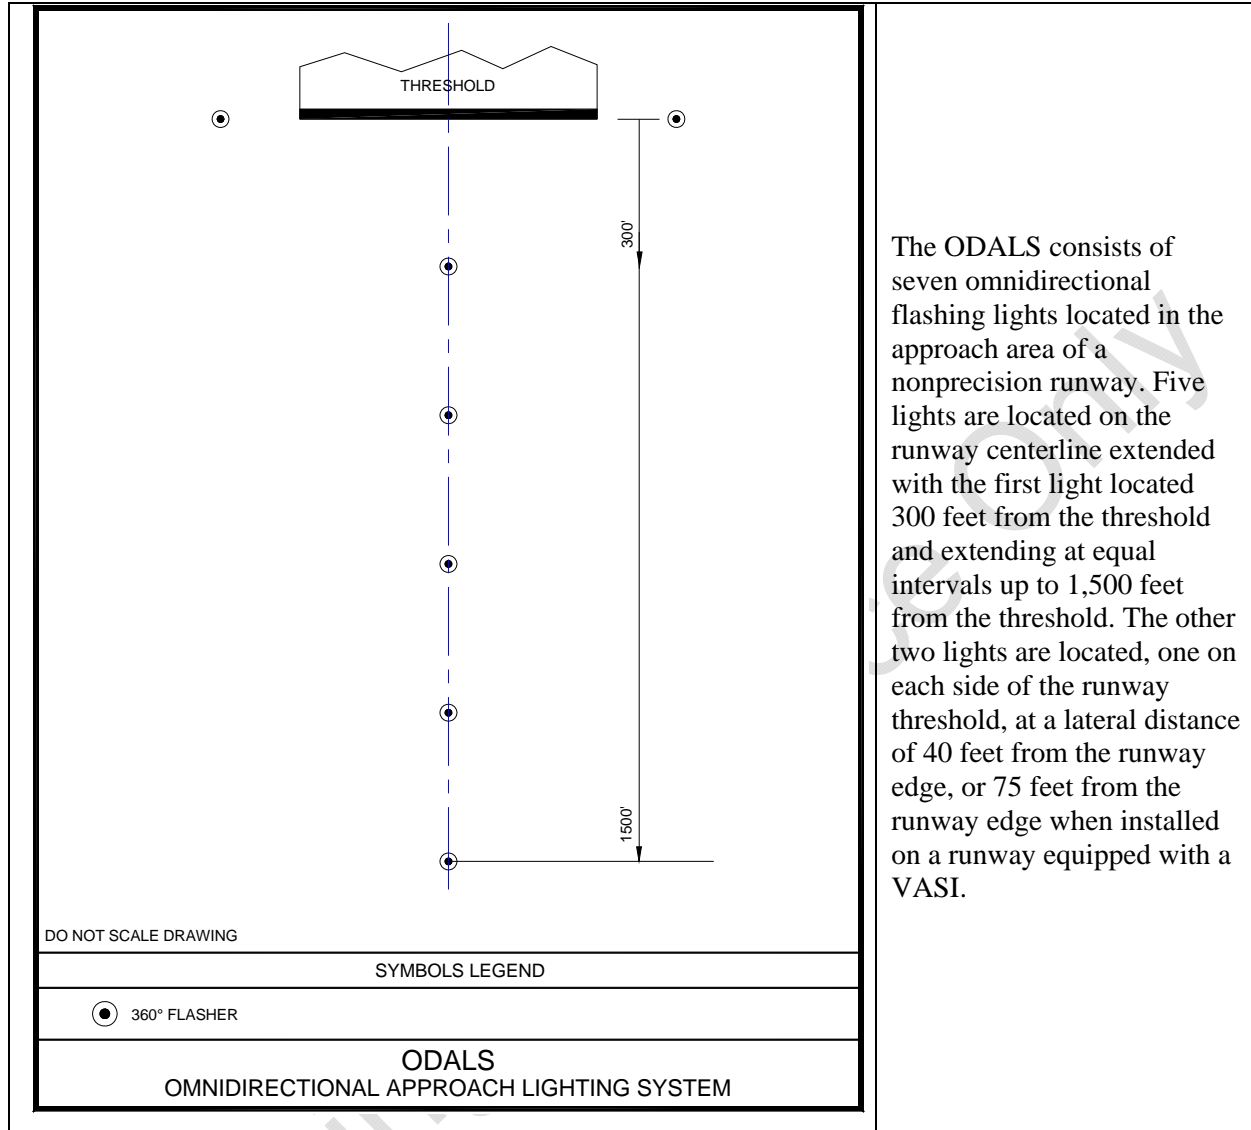 THRESHOLD
300'
1500'
DO NOT SCALE DRAWING
SYMBOLS LEGEND
360° FLASHER
ODALS
OMNIDIRECTIONAL APPROACH LIGHTING SYSTEM
The ODALS consists of
seven omnidirectional
flashing lights located in the
approach area of a
nonprecision runway. Five
lights are located on the
runway centerline extended
with the first light located
300 feet from the threshold
and extending at equal
intervals up to 1,500 feet
from the threshold. The other
two lights are located, one on
each side of the runway
threshold, at a lateral distance
of 40 feet from the runway
edge, or 75 feet from the
runway edge when installed
on a runway equipped with a
VASI.
Only